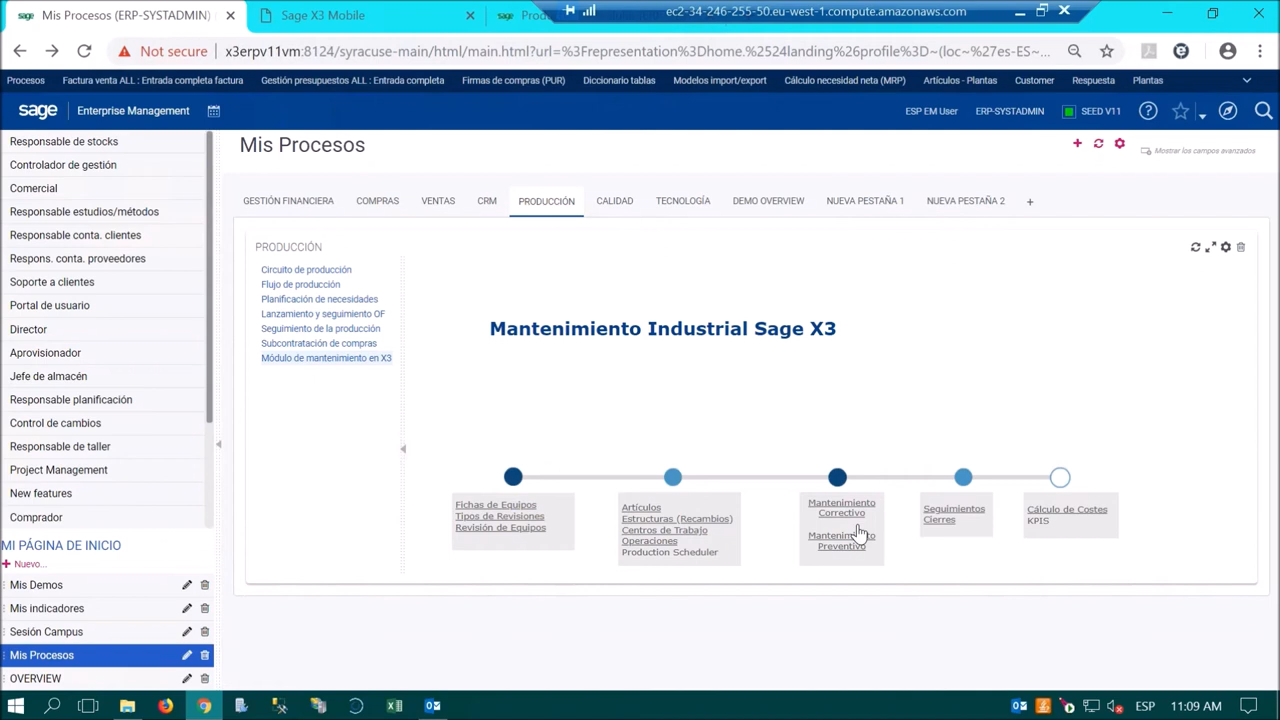 Mis Procesos (ERP-SYSTADMIN)
Sage X3 Mobile
sage
Produ
ec2-34-246-255-50.eu-west-1.compute.amazonaws.com
Not secure
x3erpv11vm:8124/syracuse-main/html/main.html?url=%3Frepresentation%3Dhome.%2524landing%26profile%3D~(loc~%27es-ES~...
Procesos
Factura venta ALL : Entrada completa factura
Gestión presupuestos ALL : Entrada completa
Firmas de compras (PUR)
Diccionario tablas
Modelos import/export
Cálculo necesidad neta (MRP)
Artículos - Plantas
Customer
Respuesta
Plantas
sage
Enterprise Management
ESP EM User
ERP-SYSTADMIN
SEED V11
Responsable de stocks
Controlador de gestión
Comercial
Responsable estudios/métodos
Responsable conta. clientes
Respons. conta. proveedores
Soporte a clientes
Portal de usuario
Director
Aprovisionador
Jefe de almacén
Responsable planificación
Control de cambios
Responsable de taller
Project Management
New features
Comprador
MI PÁGINA DE INICIO
Nuevo...
Mis Demos
Mis indicadores
Sesión Campus
Mis Procesos
OVERVIEW
Mis Procesos
Mostrar los campos avanzados
GESTIÓN FINANCIERA
COMPRAS
VENTAS
CRM
PRODUCCIÓN
CALIDAD
TECNOLOGÍA
DEMO OVERVIEW
NUEVA PESTAÑA 1
NUEVA PESTAÑA 2
PRODUCCIÓN
Circuito de producción
Flujo de producción
Planificación de necesidades
Lanzamiento y seguimiento OF
Seguimiento de la producción
Subcontratación de compras
Módulo de mantenimiento en X3
Mantenimiento Industrial Sage X3
Fichas de Equipos
Tipos de Revisiones
Revisión de Equipos
Artículos
Estructuras (Recambios)
Centros de Trabajo
Operaciones
Production Scheduler
Mantenimiento
Correctivo
Mantenimiento
Preventivo
Seguimientos
Cierres
Cálculo de Costes
KPIS
ESP
11:09 AM